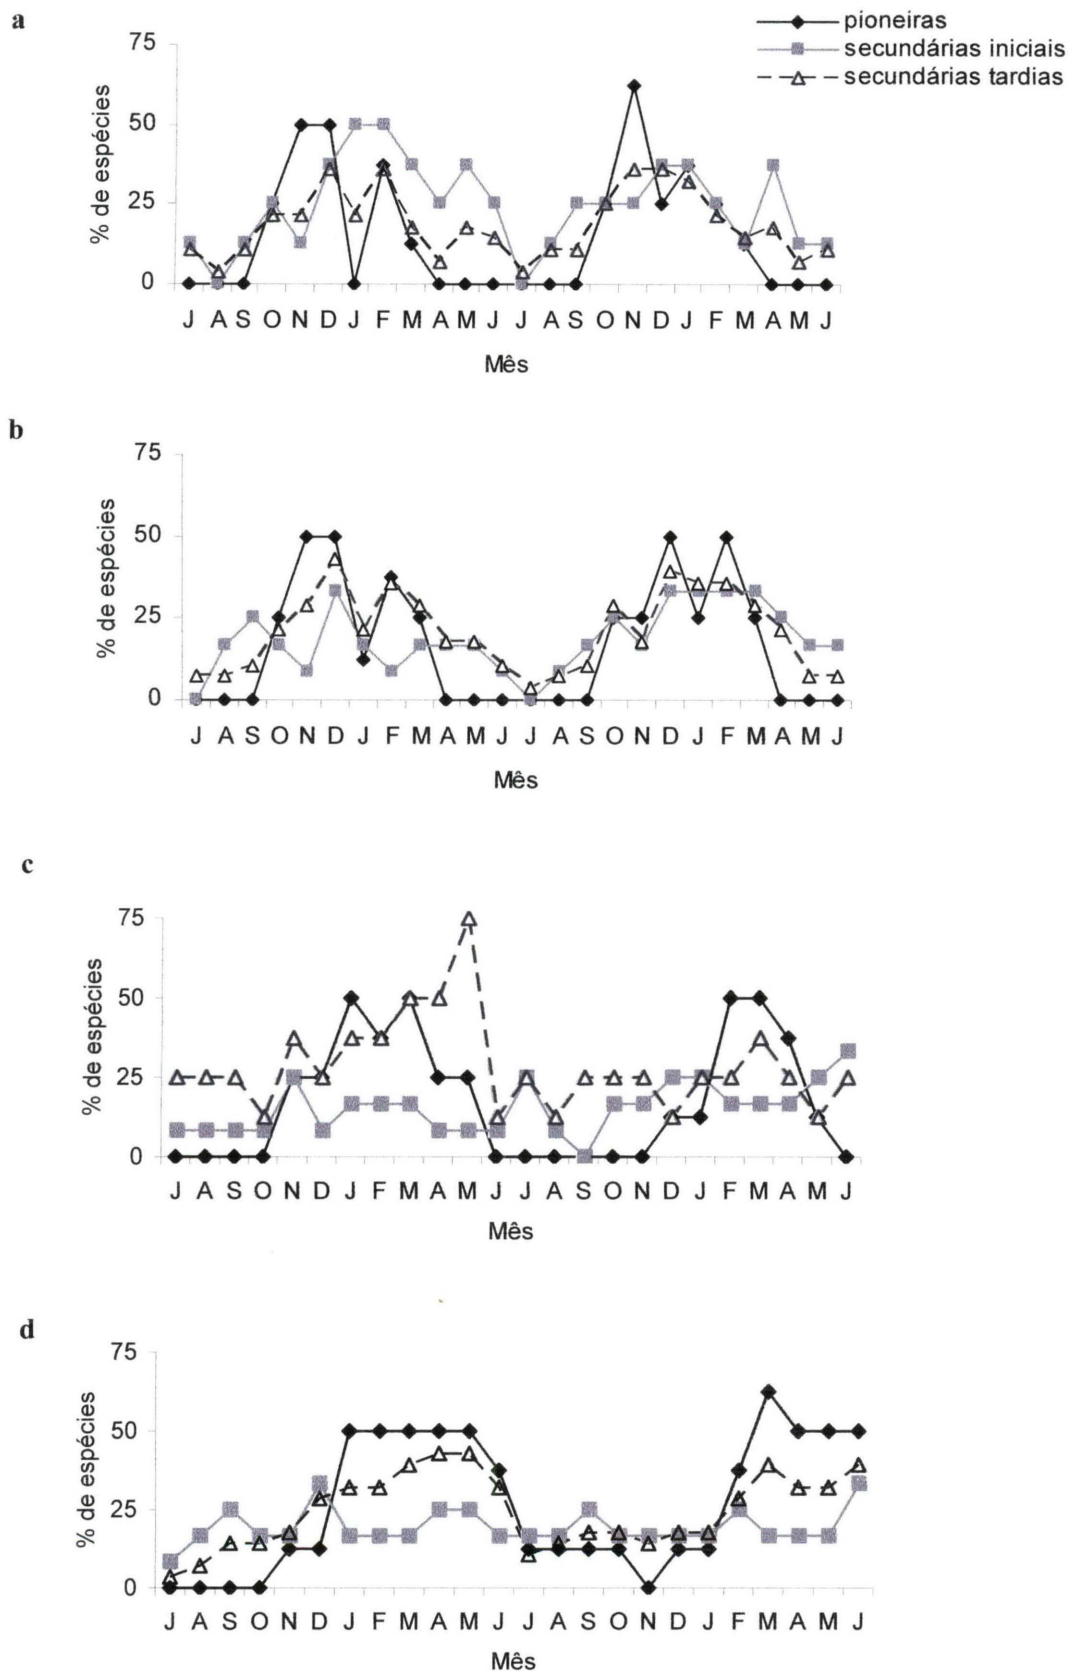 a
pioneiras
secundárias iniciais
secundárias tardias
% de espécies
75
50
25
0
J A S O N D J F M A M J J A S O N D J F M A M J
Mês
b
% de espécies
75
50
25
0
J A S O N D J F M A M J J A S O N D J F M A M J
Mês
c
% de espécies
75
50
25
0
J A S O N D J F M A M J J A S O N D J F M A M J
Mês
d
% de espécies
75
50
25
0
J A S O N D J F M A M J J A S O N D J F M A M J
Mês